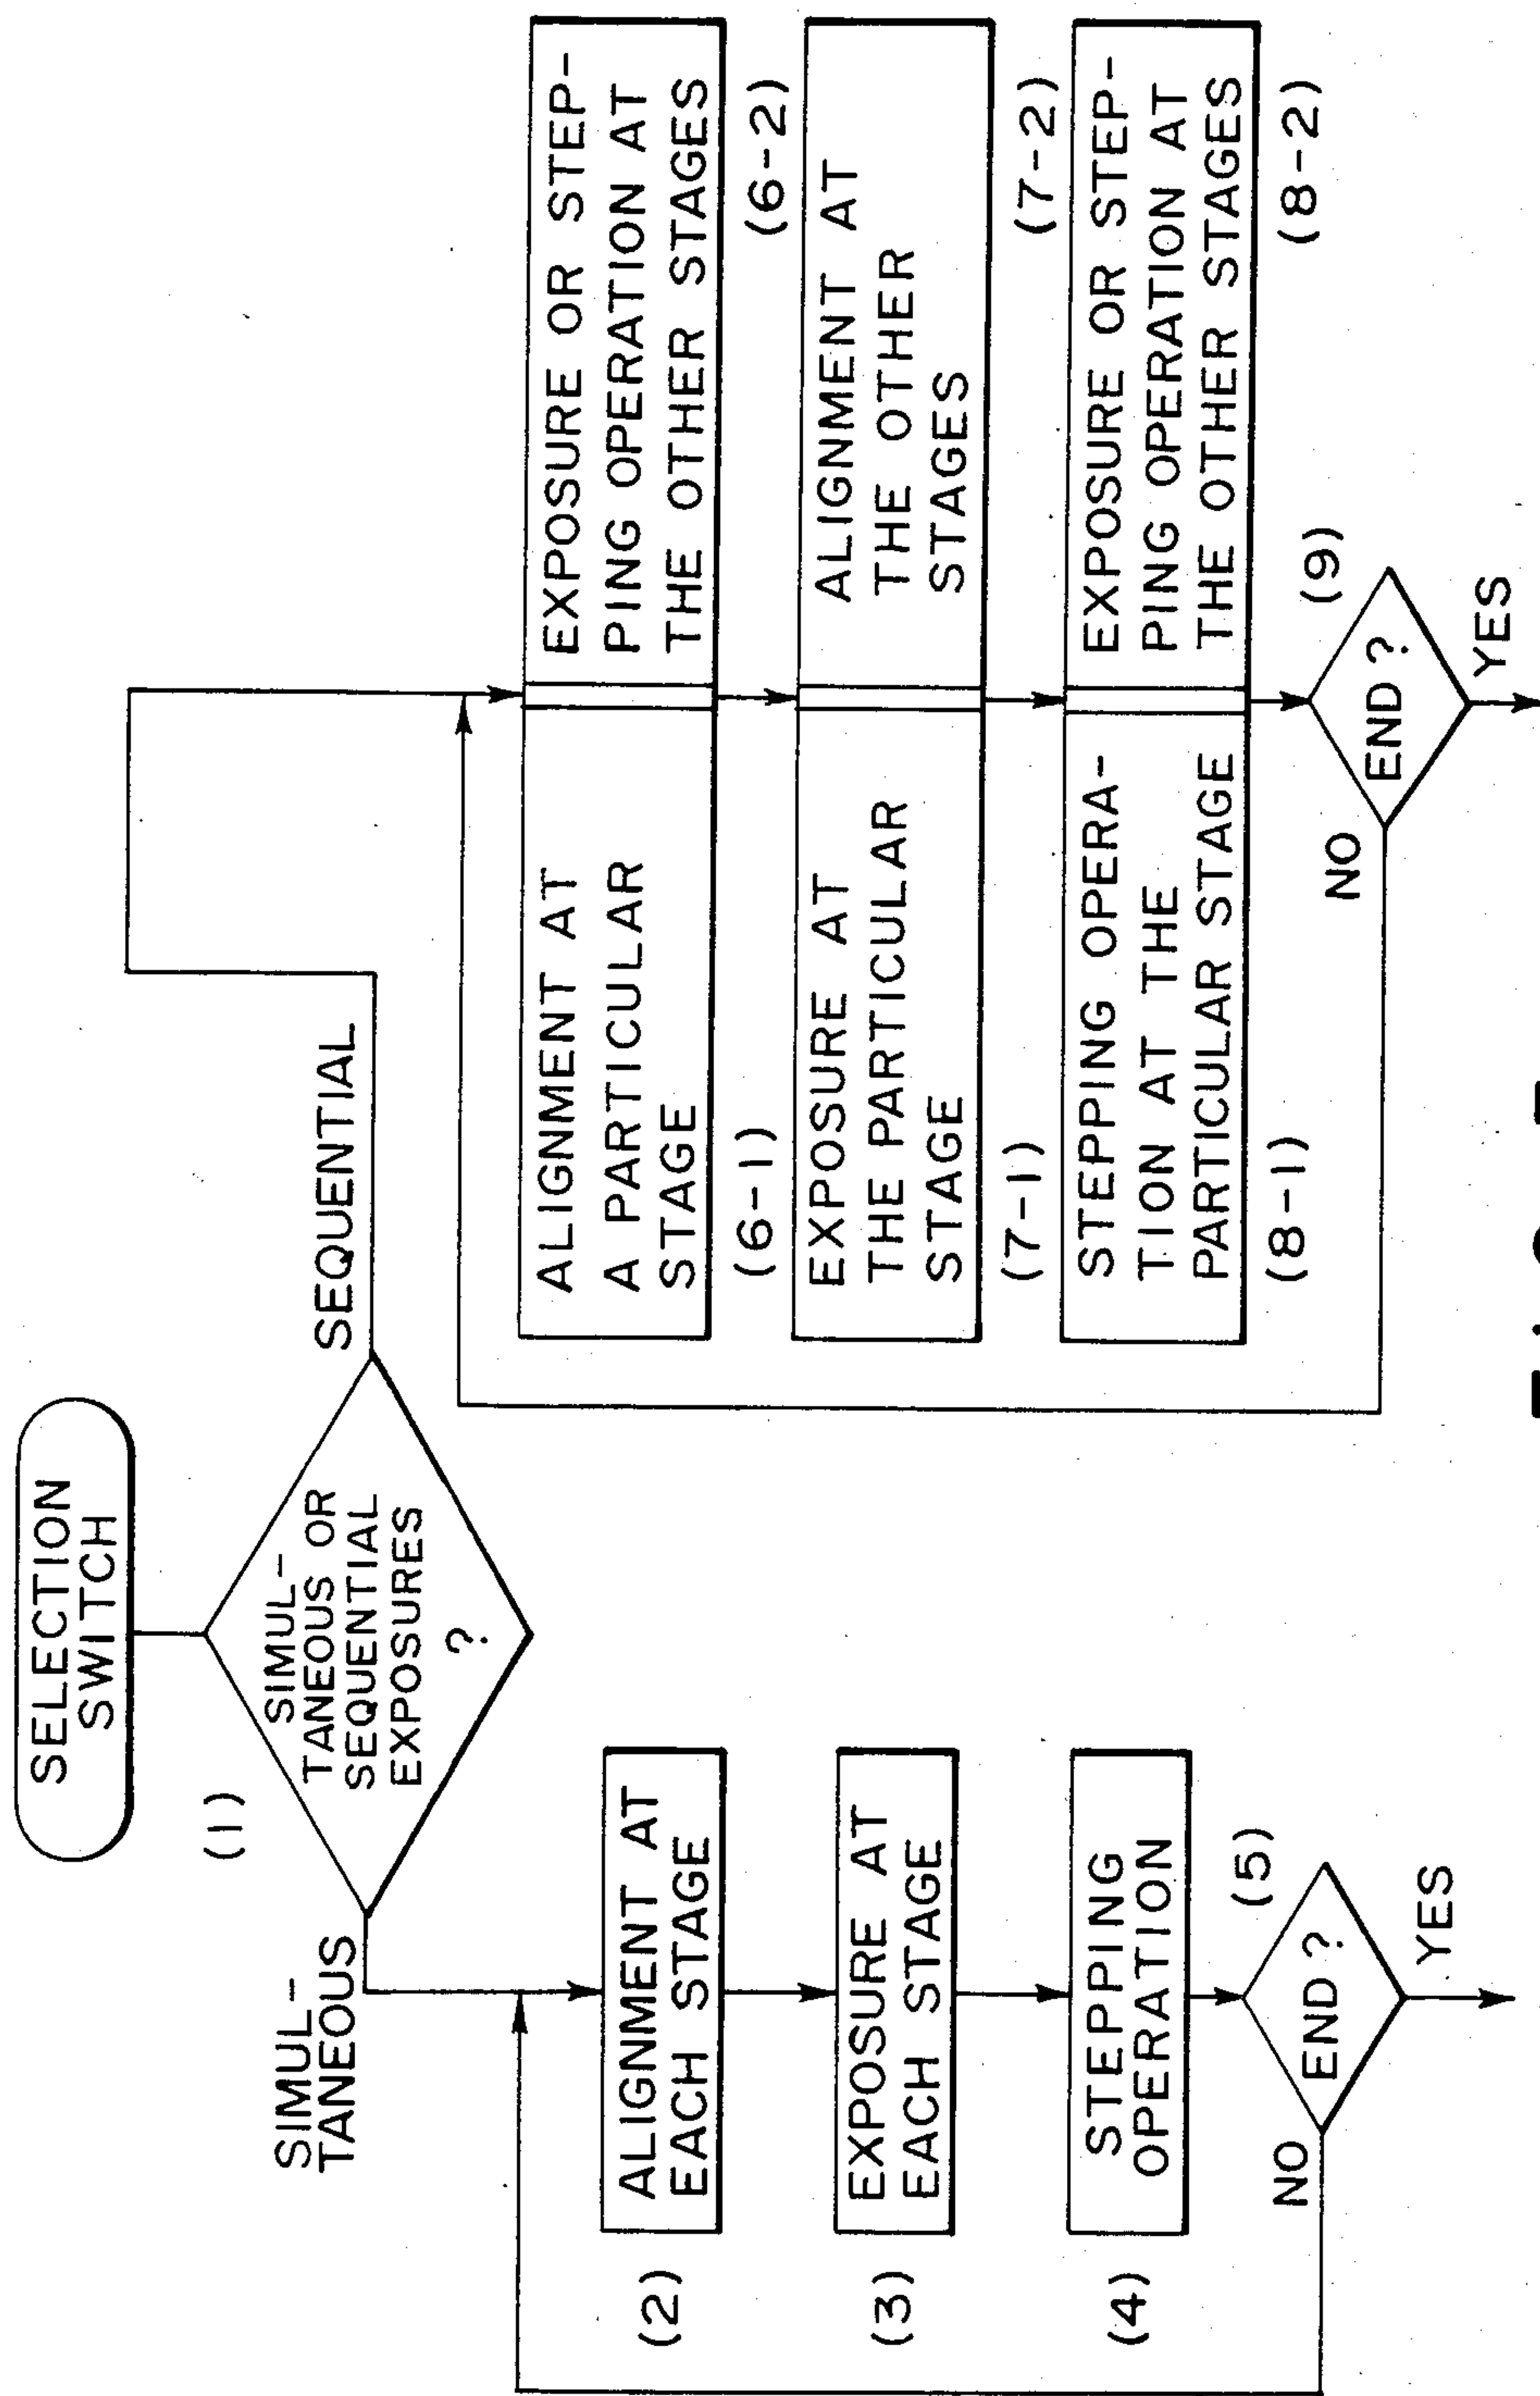 SELECTION
SWITCH
(1)
SIMUL-
TANEOUS OR
SEQUENTIAL
EXPOSURES
?
SIMUL-
TANEOUS
SEQUENTIAL
ALIGNMENT AT
EACH STAGE
(2)
EXPOSURE AT
EACH STAGE
(3)
STEPPING
OPERATION
(4)
(5)
END ?
NO
YES
ALIGNMENT AT
A PARTICULAR
STAGE
(6-1)
EXPOSURE OR STEP-
PING OPERATION AT
THE OTHER STAGES
(6-2)
EXPOSURE AT
THE PARTICULAR
STAGE
(7-1)
ALIGNMENT AT
THE OTHER
STAGES
(7-2)
STEPPING OPERA-
TION AT THE
PARTICULAR STAGE
(8-1)
EXPOSURE OR STEP-
PING OPERATION AT
THE OTHER STAGES
(8-2)
(9)
END ?
NO
YES